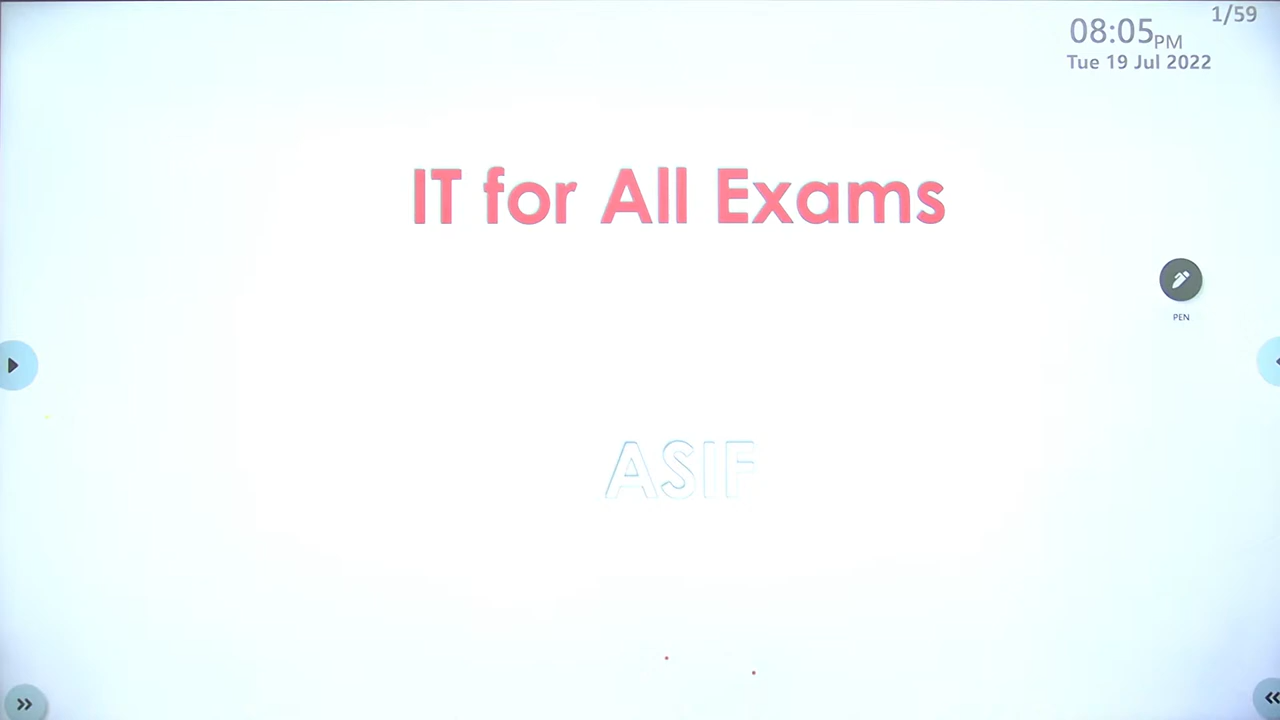 1/59
08:05PM
Tue 19 Jul 2022
IT for All Exams
PEN
ASIF